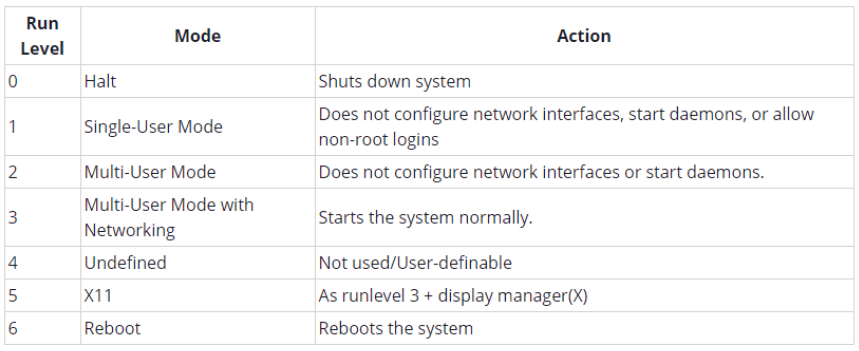 Run Level Mode Action
0 Halt Shuts down system
1 Single-User Mode Does not configure network interfaces, start daemons, or allow non-root logins
2 Multi-User Mode Does not configure network interfaces or start daemons.
3 Multi-User Mode with Networking Starts the system normally.
4 Undefined Not used/User-definable
5 X11 As runlevel 3 + display manager(X)
6 Reboot Reboots the system